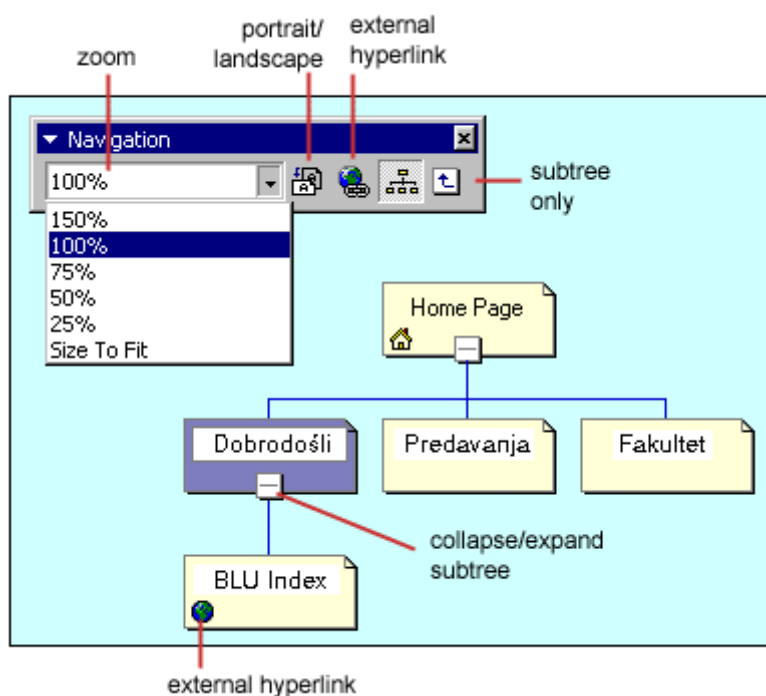 zoom
portrait/
landscape
external
hyperlink
Navigation
100%
subtree
only
150%
100%
75%
50%
25%
Size To Fit
Home Page
Dobrodośli
Predavanja
Fakultet
collapse/expand
subtree
BLU Index
external hyperlink